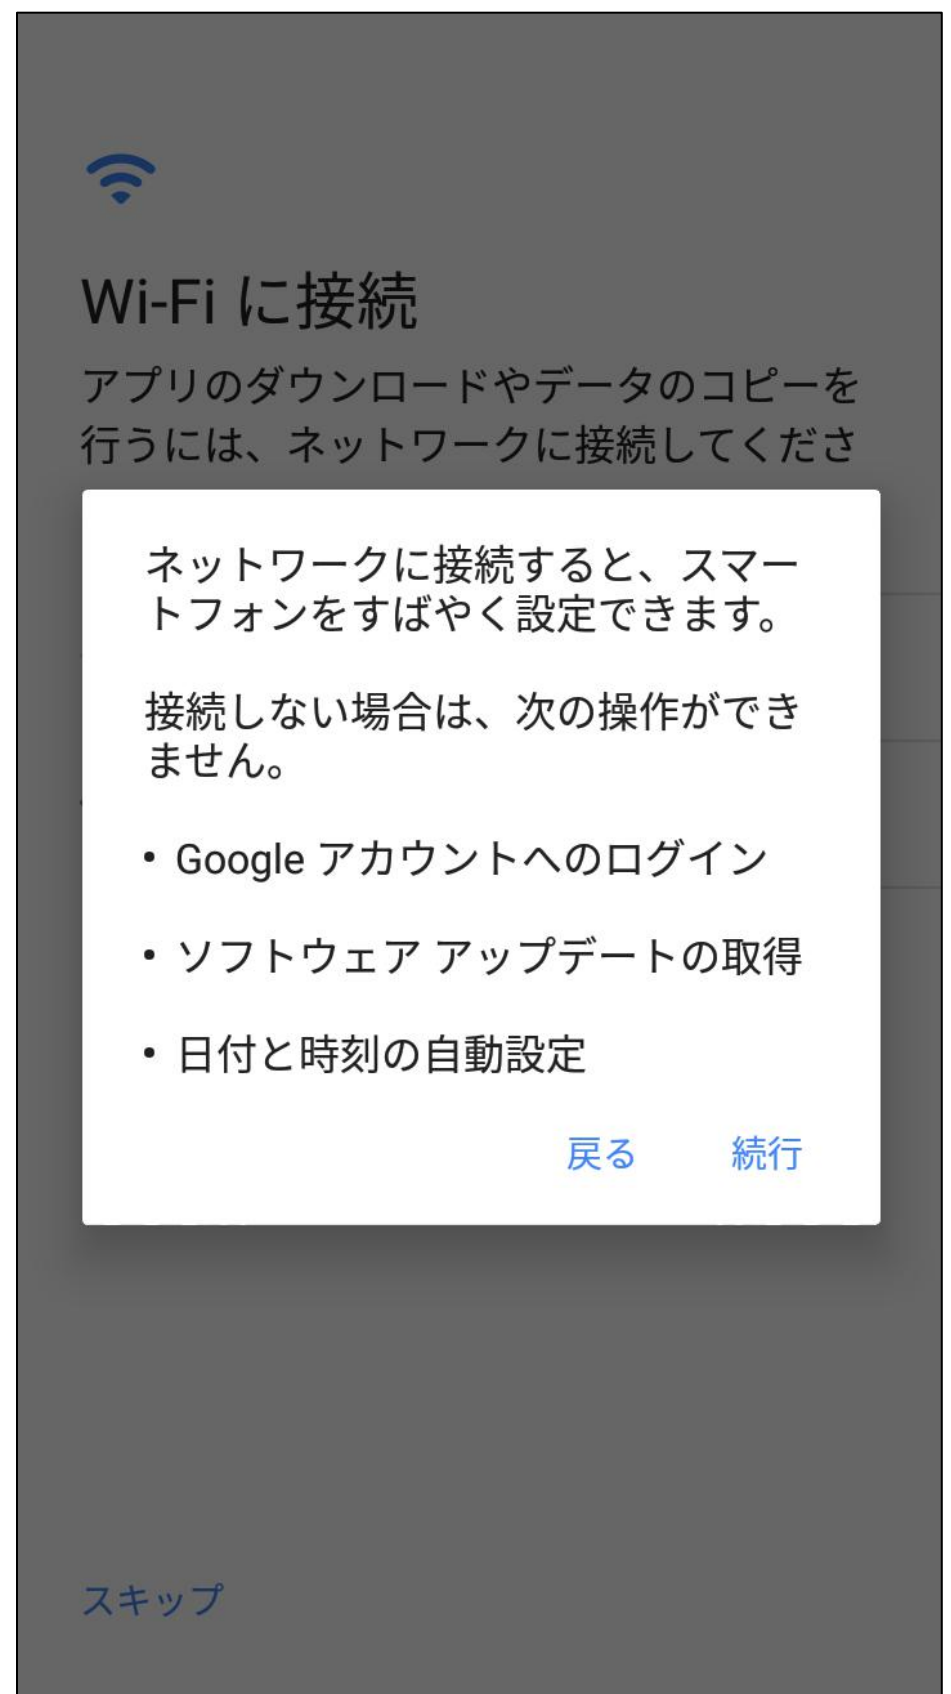 Wi-Fi に接続
アプリのダウンロードやデータのコピーを
行うには、ネットワークに接続してくださ
ネットワークに接続すると、スマー
トフォンをすばやく設定できます。
接続しない場合は、次の操作ができ
ません。
• Google アカウントへのログイン
• ソフトウェア アップデートの取得
• 日付と時刻の自動設定
戻る 続行
スキップ